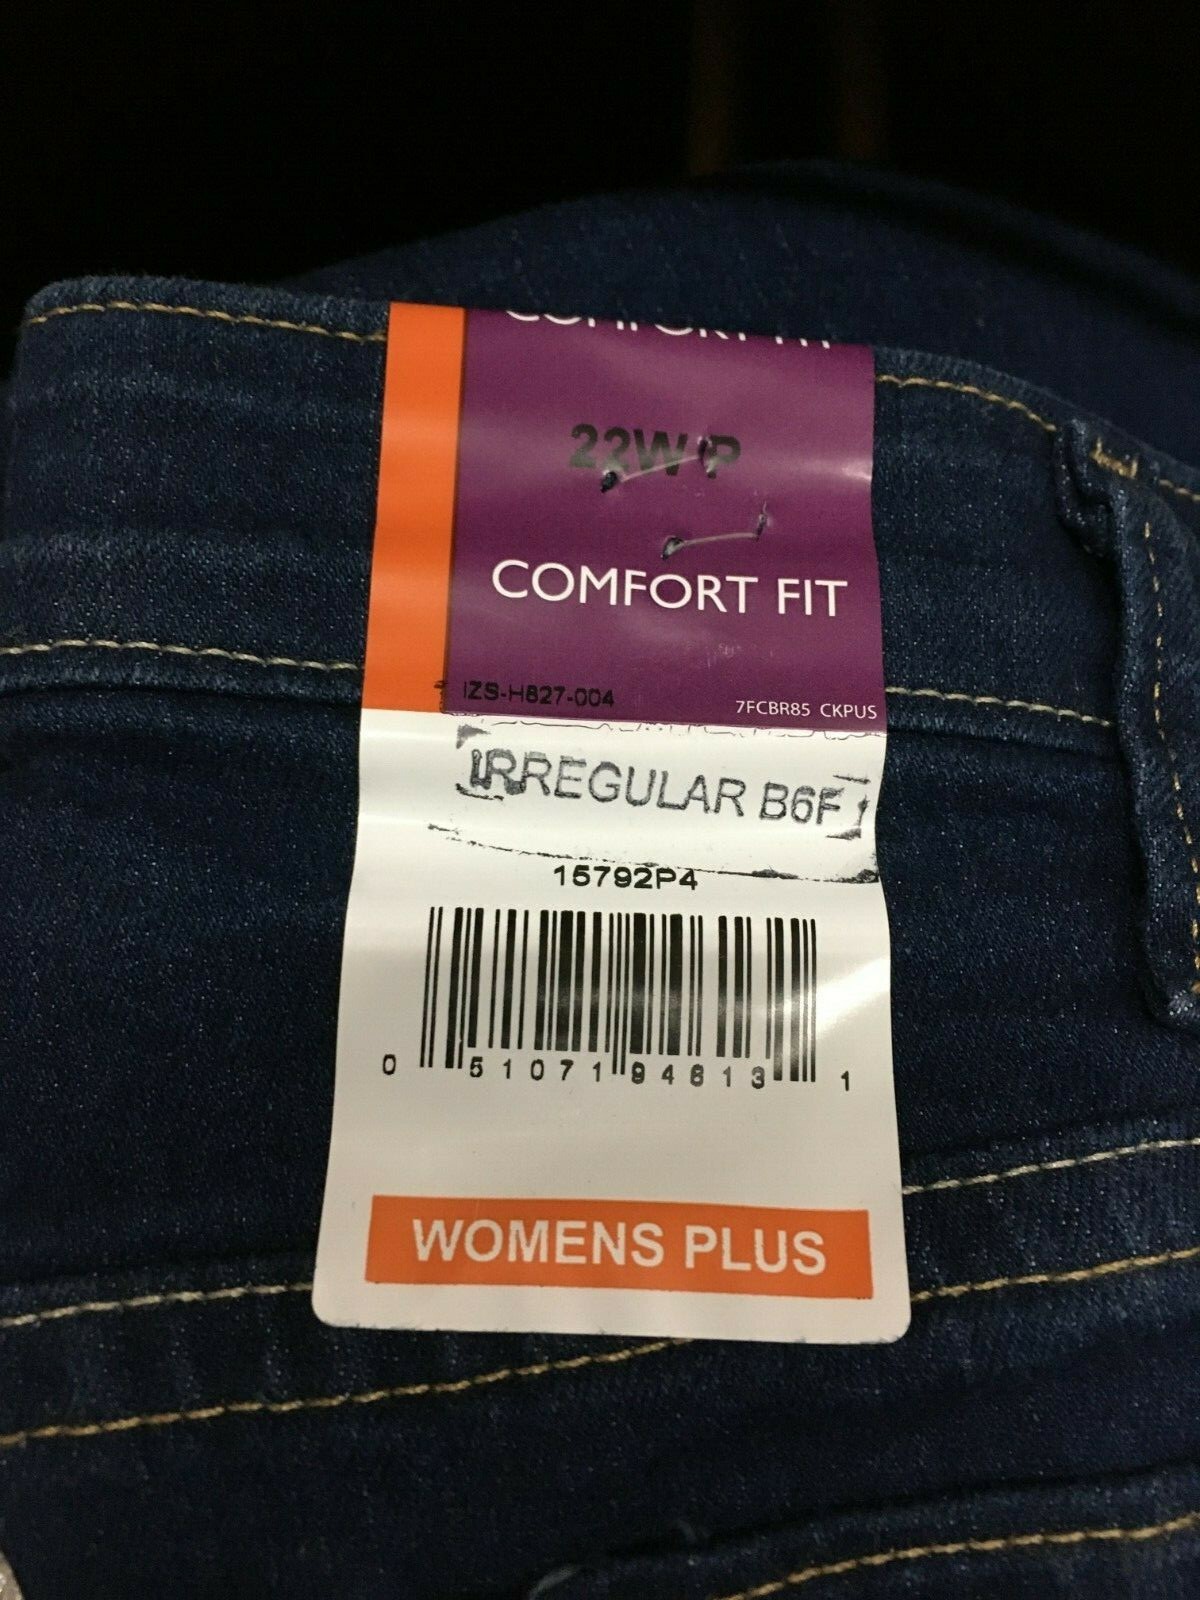 COMFORT FIT
22W P
COMFORT FIT
IZS-H827-004
7FCBR85 CKPUS
IRREGULAR B6F
15792P4
0 51071 94813 1
WOMENS PLUS